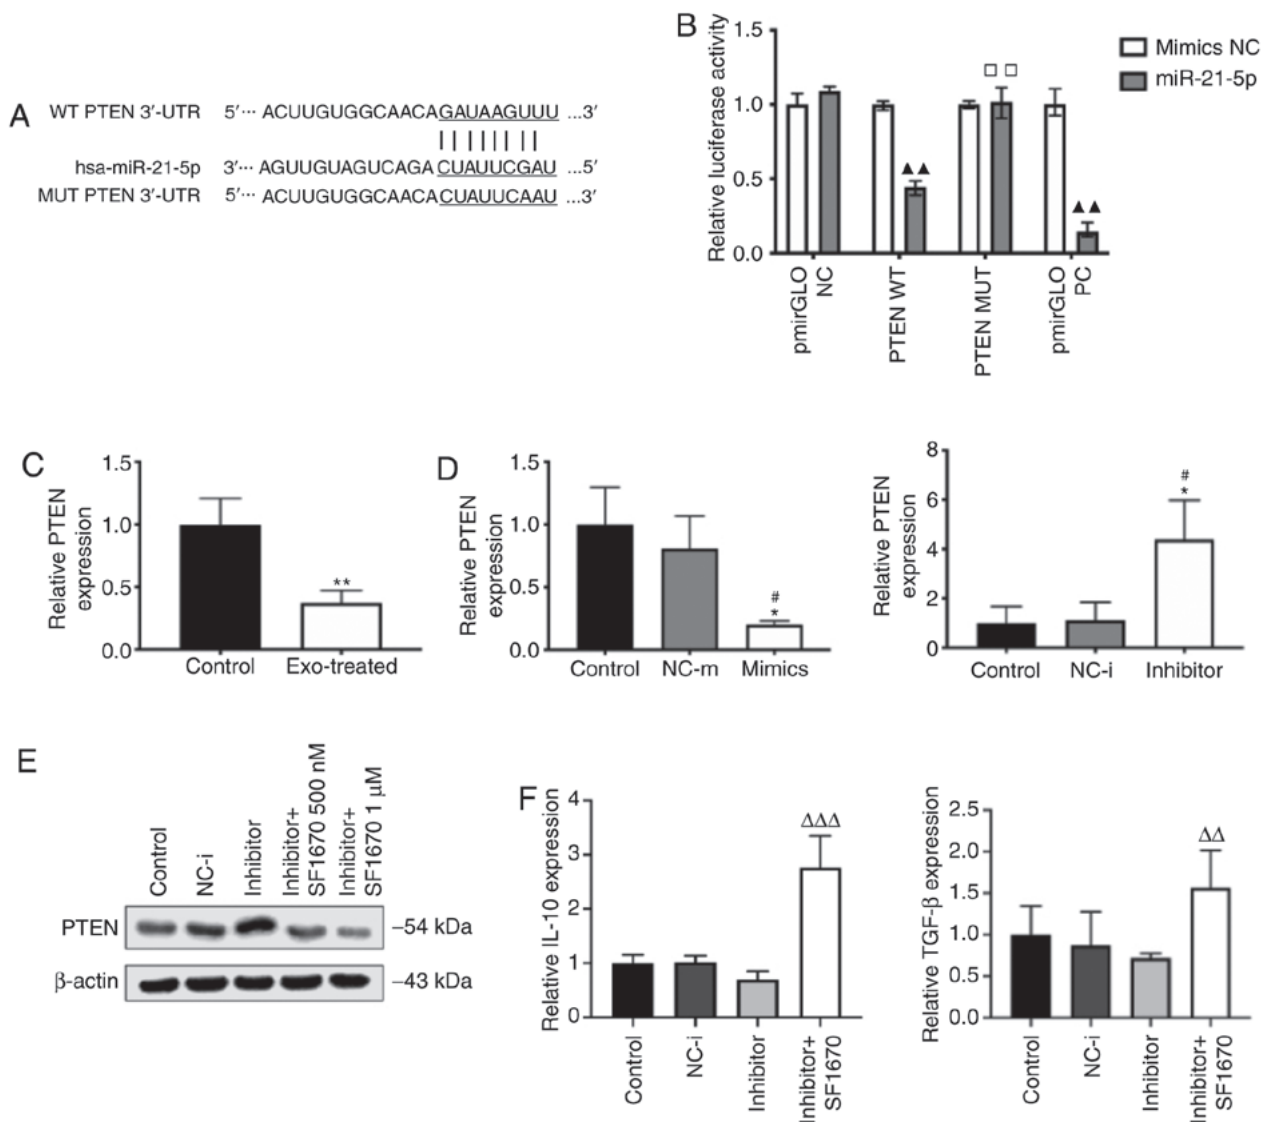 A
WT PTEN 3′-UTR 5′··· ACUUGUGGCAACAGAUAAGUUU ...3′
hsa-miR-21-5p 3′··· AGUUGUAGUCAGACUAUUCGAU ...5′
MUT PTEN 3′-UTR 5′··· ACUUGUGGCAACACUAUUCAAU ...3′
B
Relative luciferase activity
1.5
1.0
0.5
0.0
▲▲
□ □
▲▲
pmirGLO NC
PTEN WT
PTEN MUT
pmirGLO PC
Mimics NC
miR-21-5p
C
Relative PTEN
expression
1.5
1.0
0.5
0.0
**
Control Exo-treated
D
Relative PTEN
expression
1.5
1.0
0.5
0.0
#
*
Control NC-m Mimics
Relative PTEN
expression
8
6
4
2
0
#
*
Control NC-i Inhibitor
E
Control
NC-i
Inhibitor
Inhibitor+
SF1670 500 nM
Inhibitor+
SF1670 1 μM
PTEN –54 kDa
β-actin –43 kDa
F
Relative IL-10 expression
4
3
2
1
0
ΔΔΔ
Control
NC-i
Inhibitor
Inhibitor+
SF1670
Relative TGF-β expression
2.5
2.0
1.5
1.0
0.5
0.0
ΔΔ
Control
NC-i
Inhibitor
Inhibitor+
SF1670